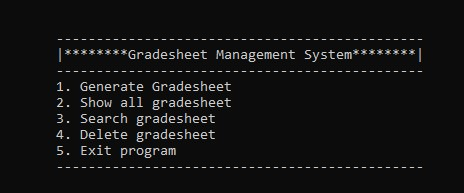 ----------------------------------------------
|********Gradesheet Management System********|
----------------------------------------------
1. Generate Gradesheet
2. Show all gradesheet
3. Search gradesheet
4. Delete gradesheet
5. Exit program
----------------------------------------------